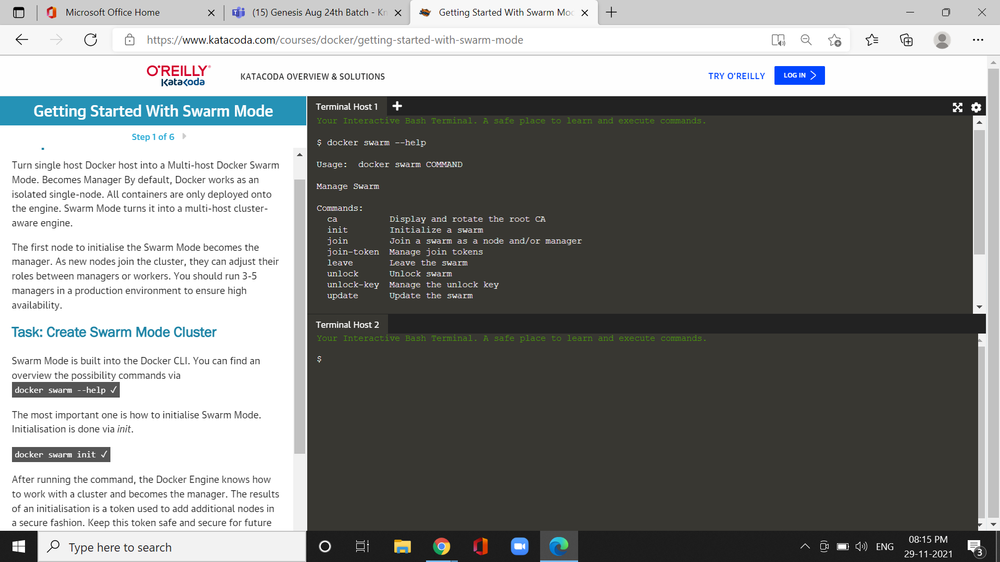 Microsoft Office Home
(15) Genesis Aug 24th Batch - Kn
Getting Started With Swarm Mod
https://www.katacoda.com/courses/docker/getting-started-with-swarm-mode
O'REILLY®
Katacoda
KATACODA OVERVIEW & SOLUTIONS
TRY O'REILLY
LOG IN
Getting Started With Swarm Mode
Step 1 of 6
Turn single host Docker host into a Multi-host Docker Swarm
Mode. Becomes Manager By default, Docker works as an
isolated single-node. All containers are only deployed onto
the engine. Swarm Mode turns it into a multi-host cluster-
aware engine.
The first node to initialise the Swarm Mode becomes the
manager. As new nodes join the cluster, they can adjust their
roles between managers or workers. You should run 3-5
managers in a production environment to ensure high
availability.
Task: Create Swarm Mode Cluster
Swarm Mode is built into the Docker CLI. You can find an
overview the possibility commands via
docker swarm --help ✓
The most important one is how to initialise Swarm Mode.
Initialisation is done via init.
docker swarm init ✓
After running the command, the Docker Engine knows how
to work with a cluster and becomes the manager. The results
of an initialisation is a token used to add additional nodes in
a secure fashion. Keep this token safe and secure for future
Terminal Host 1
Your Interactive Bash Terminal. A safe place to learn and execute commands.
$ docker swarm --help
Usage:  docker swarm COMMAND
Manage Swarm
Commands:
ca          Display and rotate the root CA
init        Initialize a swarm
join        Join a swarm as a node and/or manager
join-token  Manage join tokens
leave       Leave the swarm
unlock      Unlock swarm
unlock-key  Manage the unlock key
update      Update the swarm
Terminal Host 2
Your Interactive Bash Terminal. A safe place to learn and execute commands.
$
Type here to search
ENG
08:15 PM
29-11-2021
3